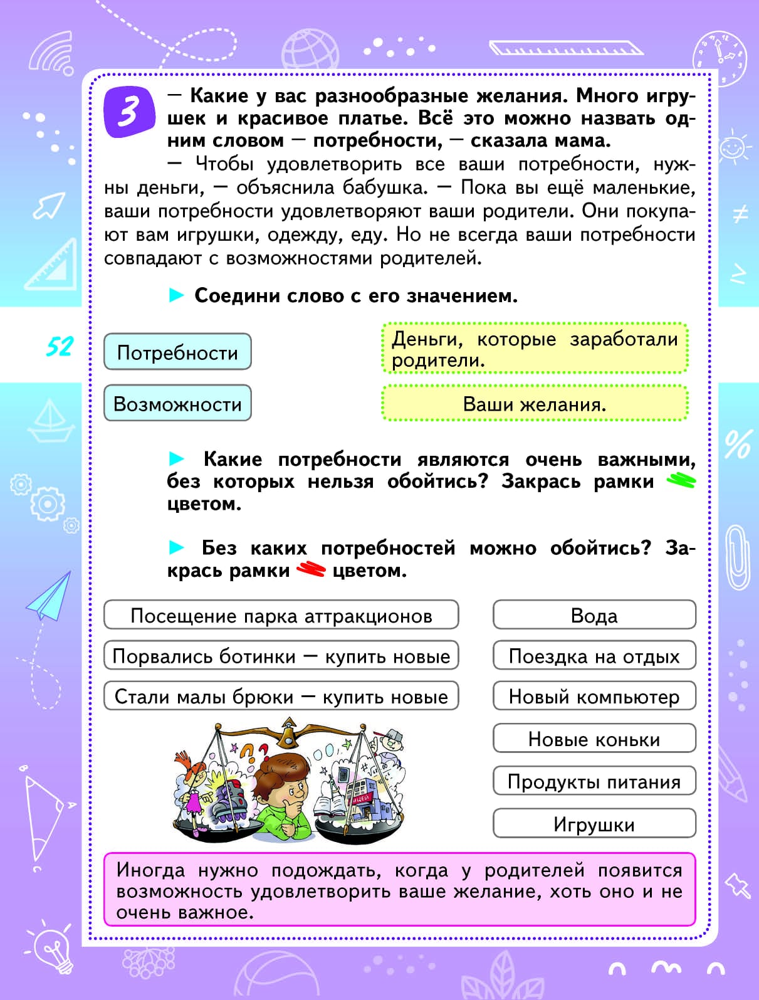 3
— Какие у вас разнообразные желания. Много игру-
шек и красивое платье. Всё это можно назвать од-
ним словом — потребности, — сказала мама.
— Чтобы удовлетворить все ваши потребности, нуж-
ны деньги, — объяснила бабушка. — Пока вы ещё маленькие,
ваши потребности удовлетворяют ваши родители. Они покупа-
ют вам игрушки, одежду, еду. Но не всегда ваши потребности
совпадают с возможностями родителей.
► Соедини слово с его значением.
52
Потребности
Деньги, которые заработали
родители.
Возможности
Ваши желания.
► Какие потребности являются очень важными,
без которых нельзя обойтись? Закрась рамки
цветом.
► Без каких потребностей можно обойтись? За-
крась рамки цветом.
Посещение парка аттракционов
Вода
Порвались ботинки — купить новые
Поездка на отдых
Стали малы брюки — купить новые
Новый компьютер
Новые коньки
Продукты питания
Игрушки
ЛИЦЕЙ
Иногда нужно подождать, когда у родителей появится
возможность удовлетворить ваше желание, хоть оно и не
очень важное.
≠
≥
%
B
A
C